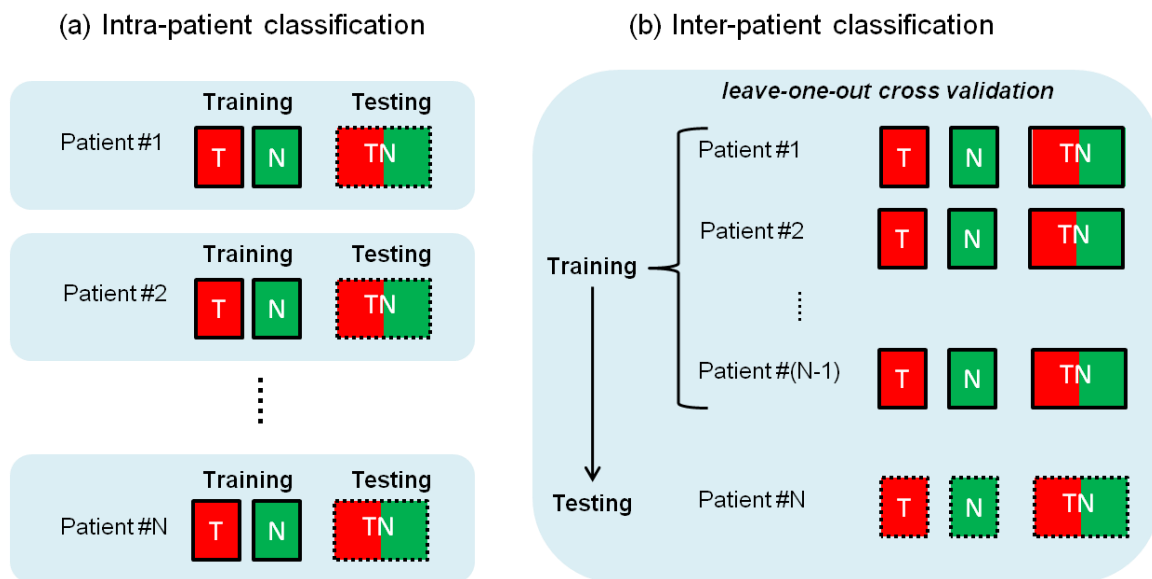 (a) Intra-patient classification
Training Testing
Patient #1 T N TN
Training Testing
Patient #2 T N TN
Training Testing
Patient #N T N TN
(b) Inter-patient classification
leave-one-out cross validation
Patient #1 T N TN
Patient #2 T N TN
Training
Patient #(N-1) T N TN
Testing
Patient #N T N TN